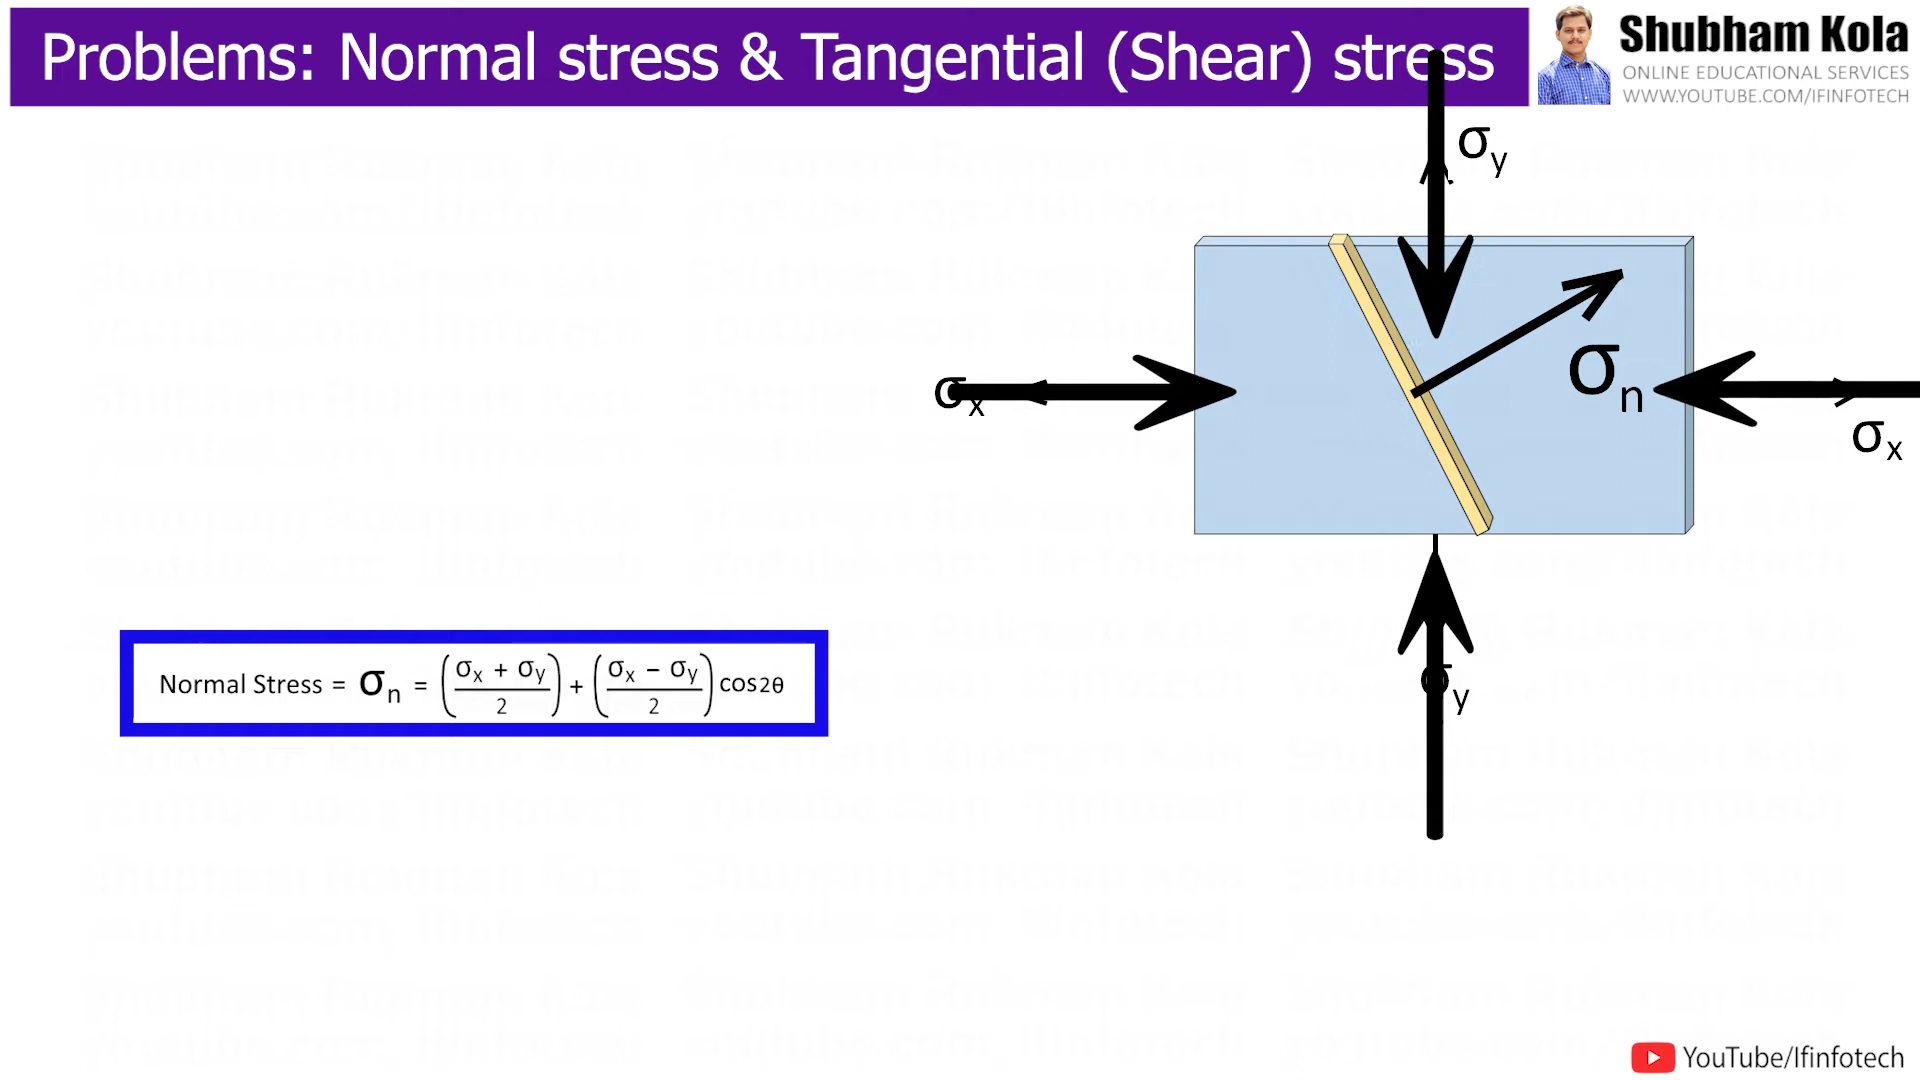 Problems: Normal stress & Tangential (Shear) stress
Shubham Kola
ONLINE EDUCATIONAL SERVICES
WWW.YOUTUBE.COM/IFINFOTECH
σy
σn
σx
σx
σy
Normal Stress = σn = ((σx + σy)/2) + ((σx − σy)/2) cos2θ
YouTube/Ifinfotech